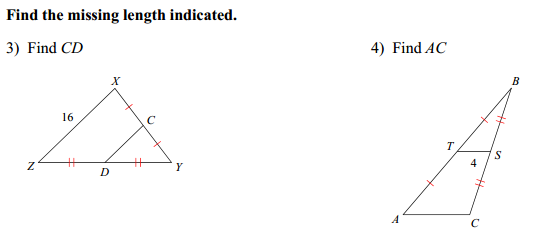 Find the missing length indicated.
3) Find CD
4) Find AC
X
16
C
Z
D
Y
B
T
S
4
A
C